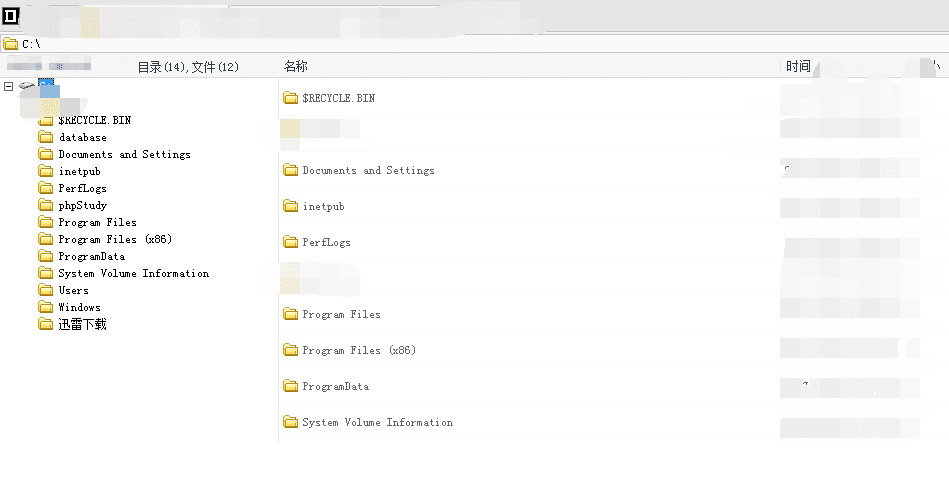 C:\
目录(14),文件(12)
名称
时间
$RECYCLE.BIN
database
Documents and Settings
inetpub
PerfLogs
phpStudy
Program Files
Program Files (x86)
ProgramData
System Volume Information
Users
Windows
迅雷下载
$RECYCLE.BIN
Documents and Settings
inetpub
PerfLogs
Program Files
Program Files (x86)
ProgramData
System Volume Information